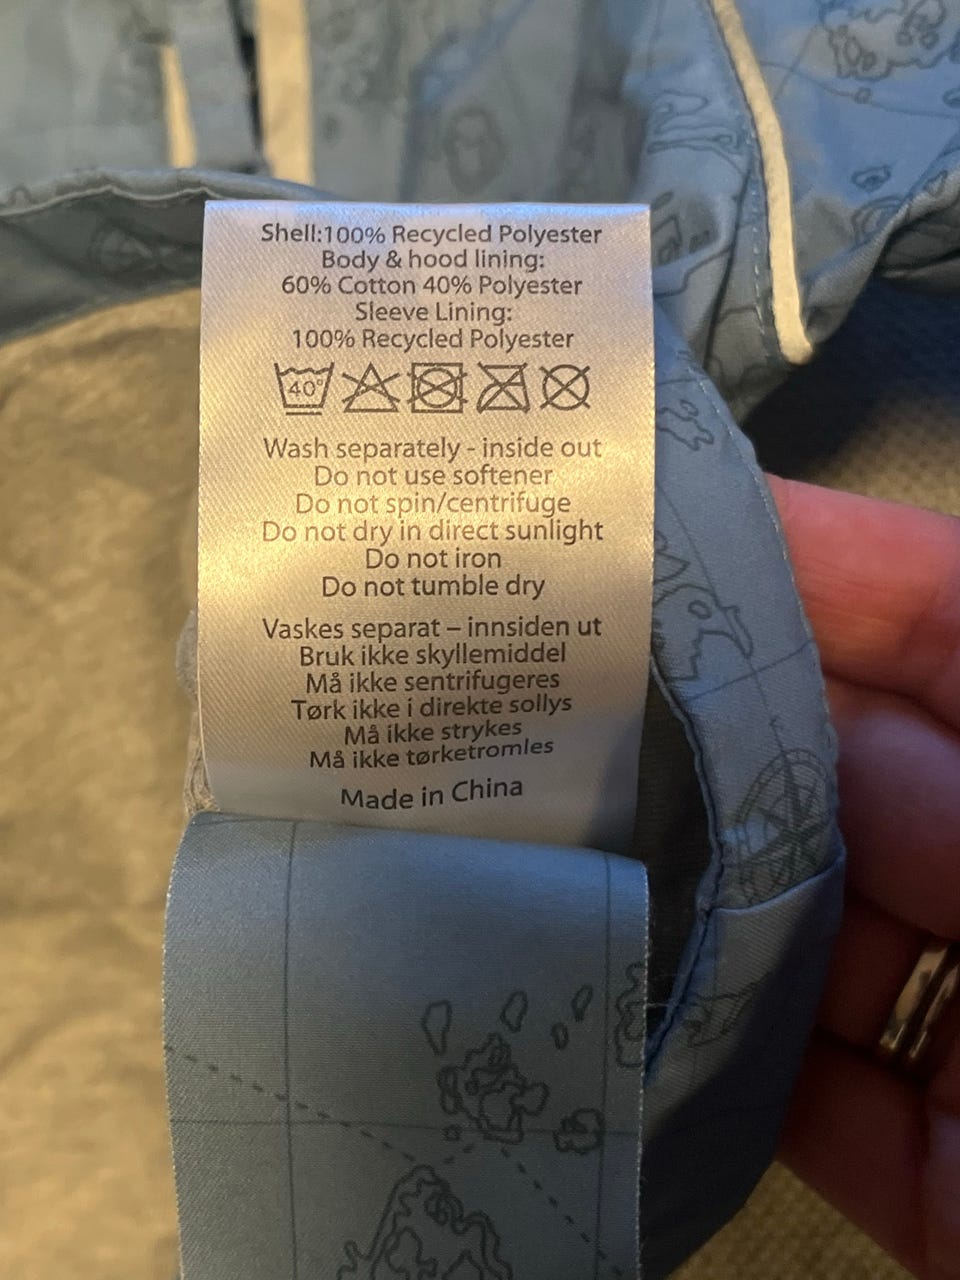 Shell:100% Recycled Polyester
Body & hood lining:
60% Cotton 40% Polyester
Sleeve Lining:
100% Recycled Polyester
40°
Wash separately - inside out
Do not use softener
Do not spin/centrifuge
Do not dry in direct sunlight
Do not iron
Do not tumble dry
Vaskes separat – innsiden ut
Bruk ikke skyllemiddel
Må ikke sentrifugeres
Tørk ikke i direkte sollys
Må ikke strykes
Må ikke tørketromles
Made in China